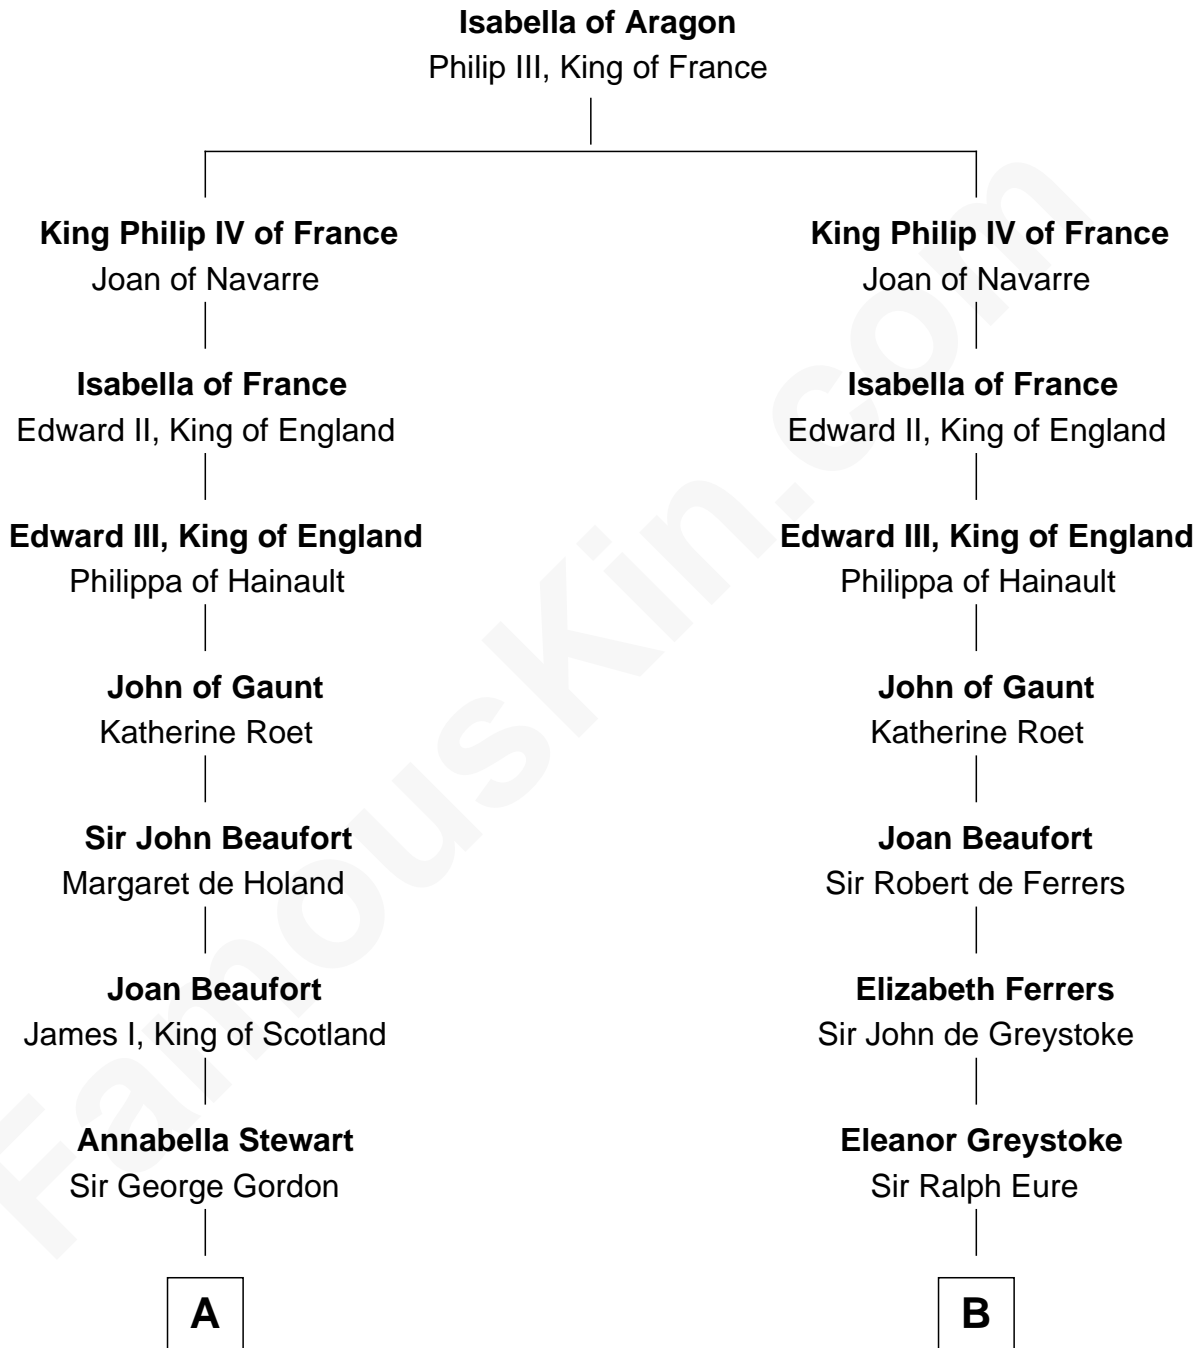 Isabella of Aragon
Philip III, King of France
King Philip IV of France
Joan of Navarre
Isabella of France
Edward II, King of England
Edward III, King of England
Philippa of Hainault
John of Gaunt
Katherine Roet
Sir John Beaufort
Margaret de Holand
Joan Beaufort
James I, King of Scotland
Annabella Stewart
Sir George Gordon
A
King Philip IV of France
Joan of Navarre
Isabella of France
Edward II, King of England
Edward III, King of England
Philippa of Hainault
John of Gaunt
Katherine Roet
Joan Beaufort
Sir Robert de Ferrers
Elizabeth Ferrers
Sir John de Greystoke
Eleanor Greystoke
Sir Ralph Eure
B
FamousKin.com